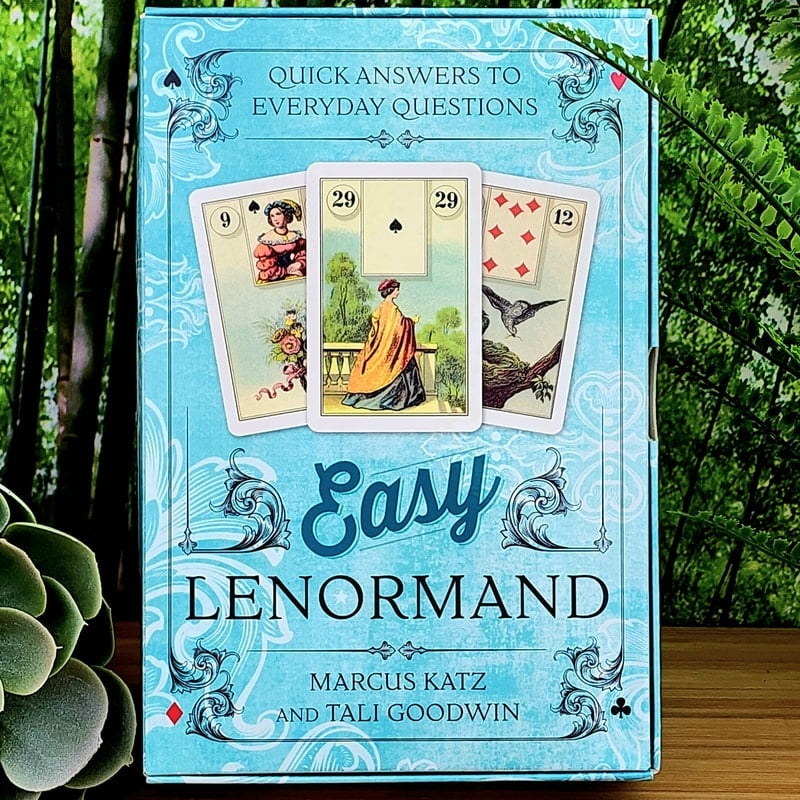 QUICK ANSWERS TO
EVERYDAY QUESTIONS
9
29 29
12
Easy
LENORMAND
MARCUS KATZ
AND TALI GOODWIN